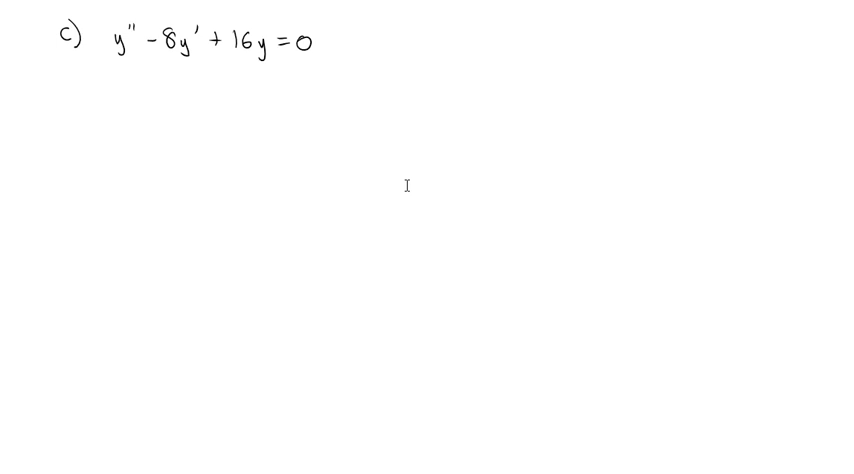 c) y'' - 8y' + 16y = 0